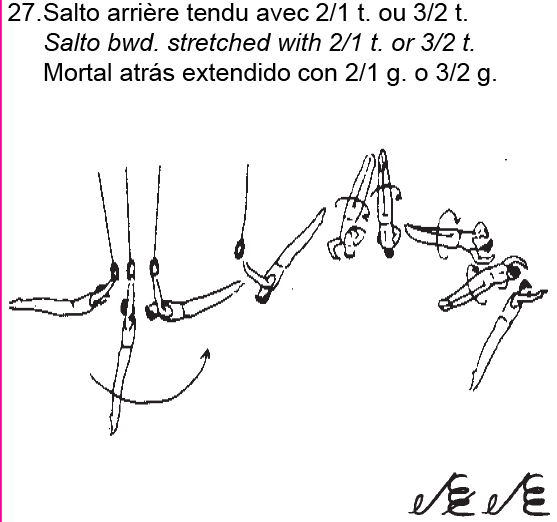 27.Salto arrière tendu avec 2/1 t. ou 3/2 t.
Salto bwd. stretched with 2/1 t. or 3/2 t.
Mortal atrás extendido con 2/1 g. o 3/2 g.